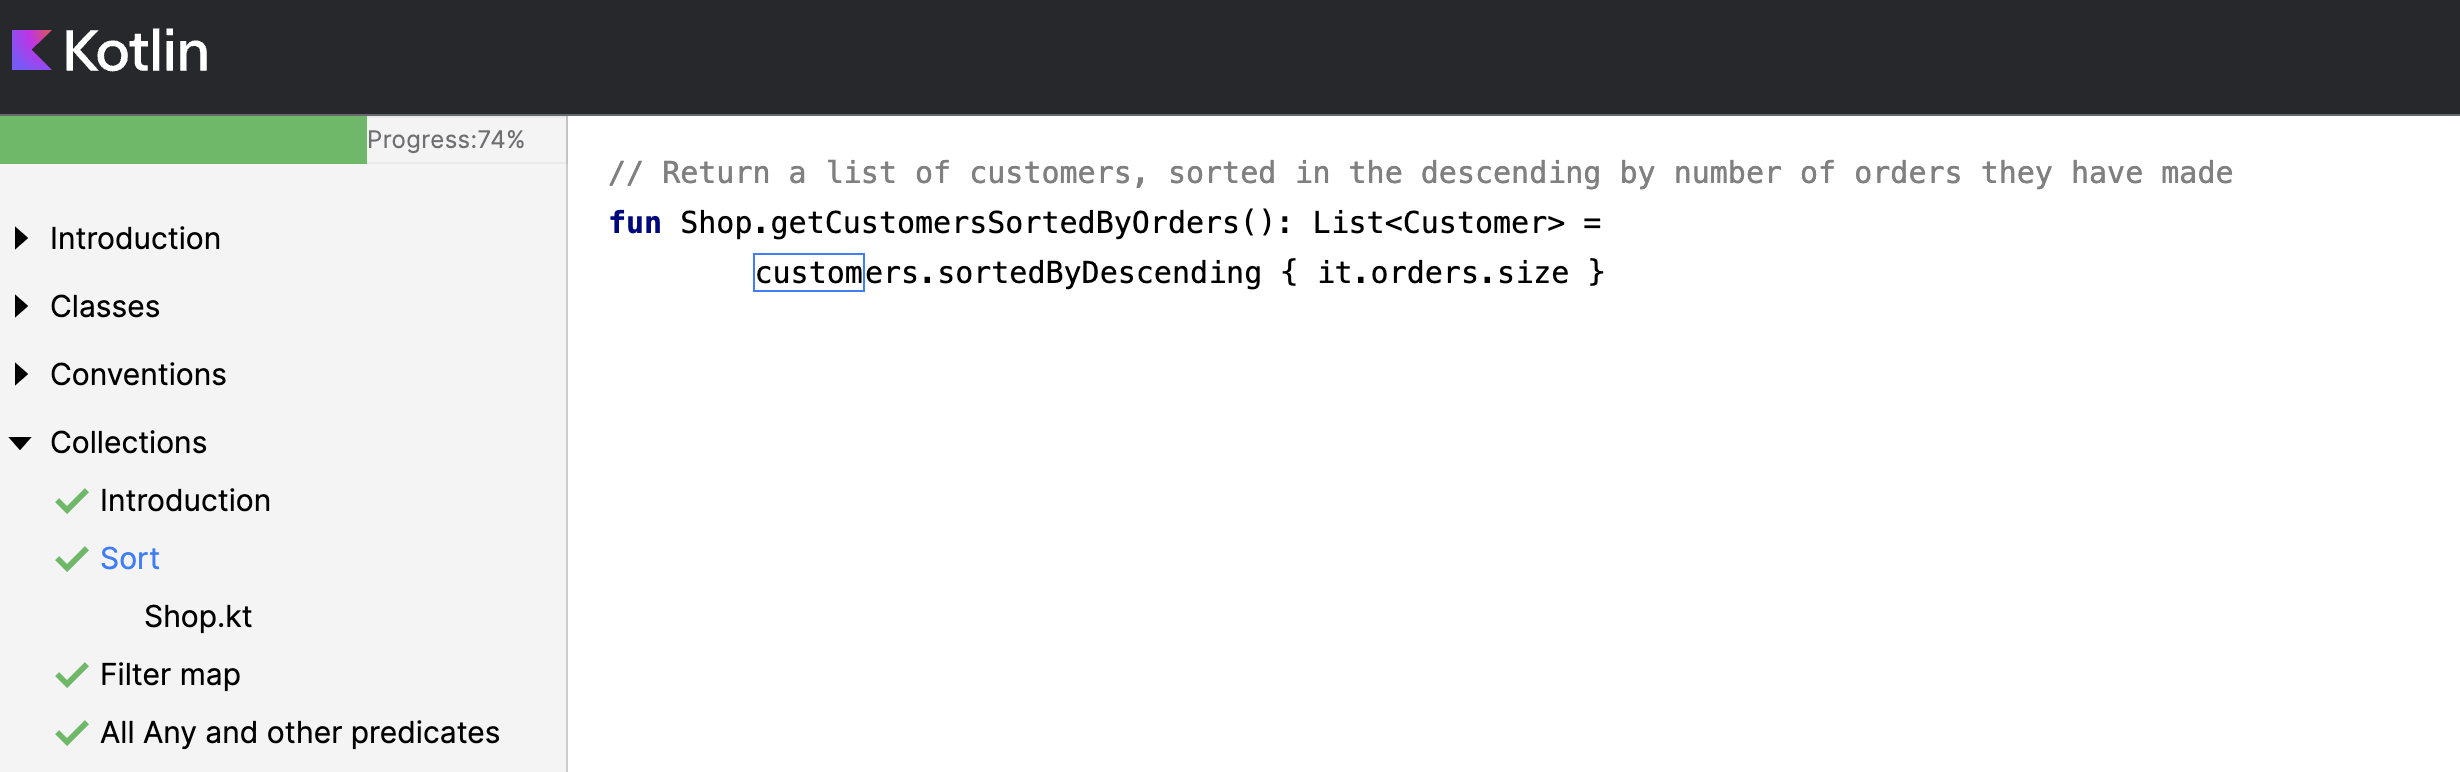 Kotlin
Progress:74%
Introduction
Classes
Conventions
Collections
Introduction
Sort
Shop.kt
Filter map
All Any and other predicates
// Return a list of customers, sorted in the descending by number of orders they have made
fun Shop.getCustomersSortedByOrders(): List<Customer> =
customers.sortedByDescending { it.orders.size }